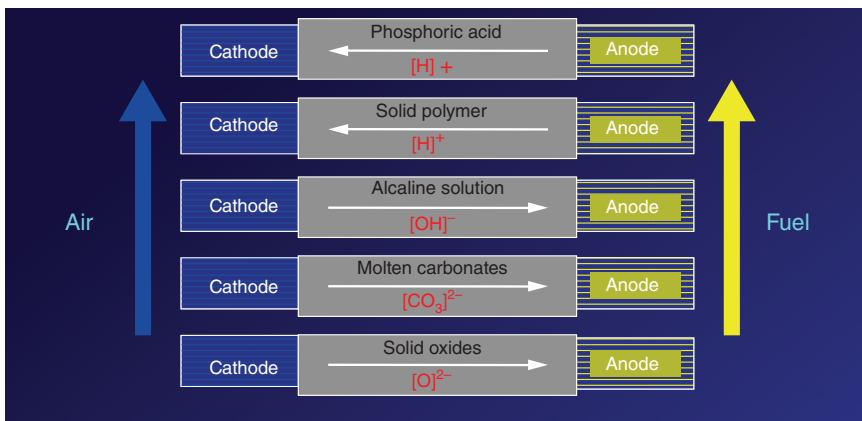 Phosphoric acid
Cathode
[H] +
Anode
Solid polymer
Cathode
[H]⁺
Anode
Alcaline solution
Cathode
[OH]⁻
Anode
Air
Fuel
Molten carbonates
Cathode
[CO₃]²⁻
Anode
Solid oxides
Cathode
[O]²⁻
Anode